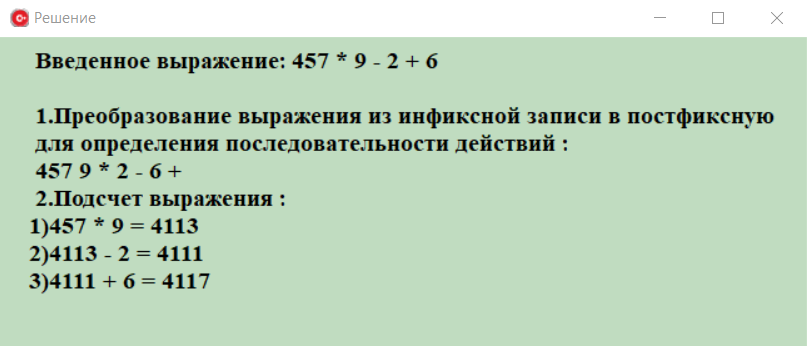 Решение
Введенное выражение: 457 * 9 - 2 + 6
1.Преобразование выражения из инфиксной записи в постфиксную
для определения последовательности действий :
457 9 * 2 - 6 +
2.Подсчет выражения :
1)457 * 9 = 4113
2)4113 - 2 = 4111
3)4111 + 6 = 4117